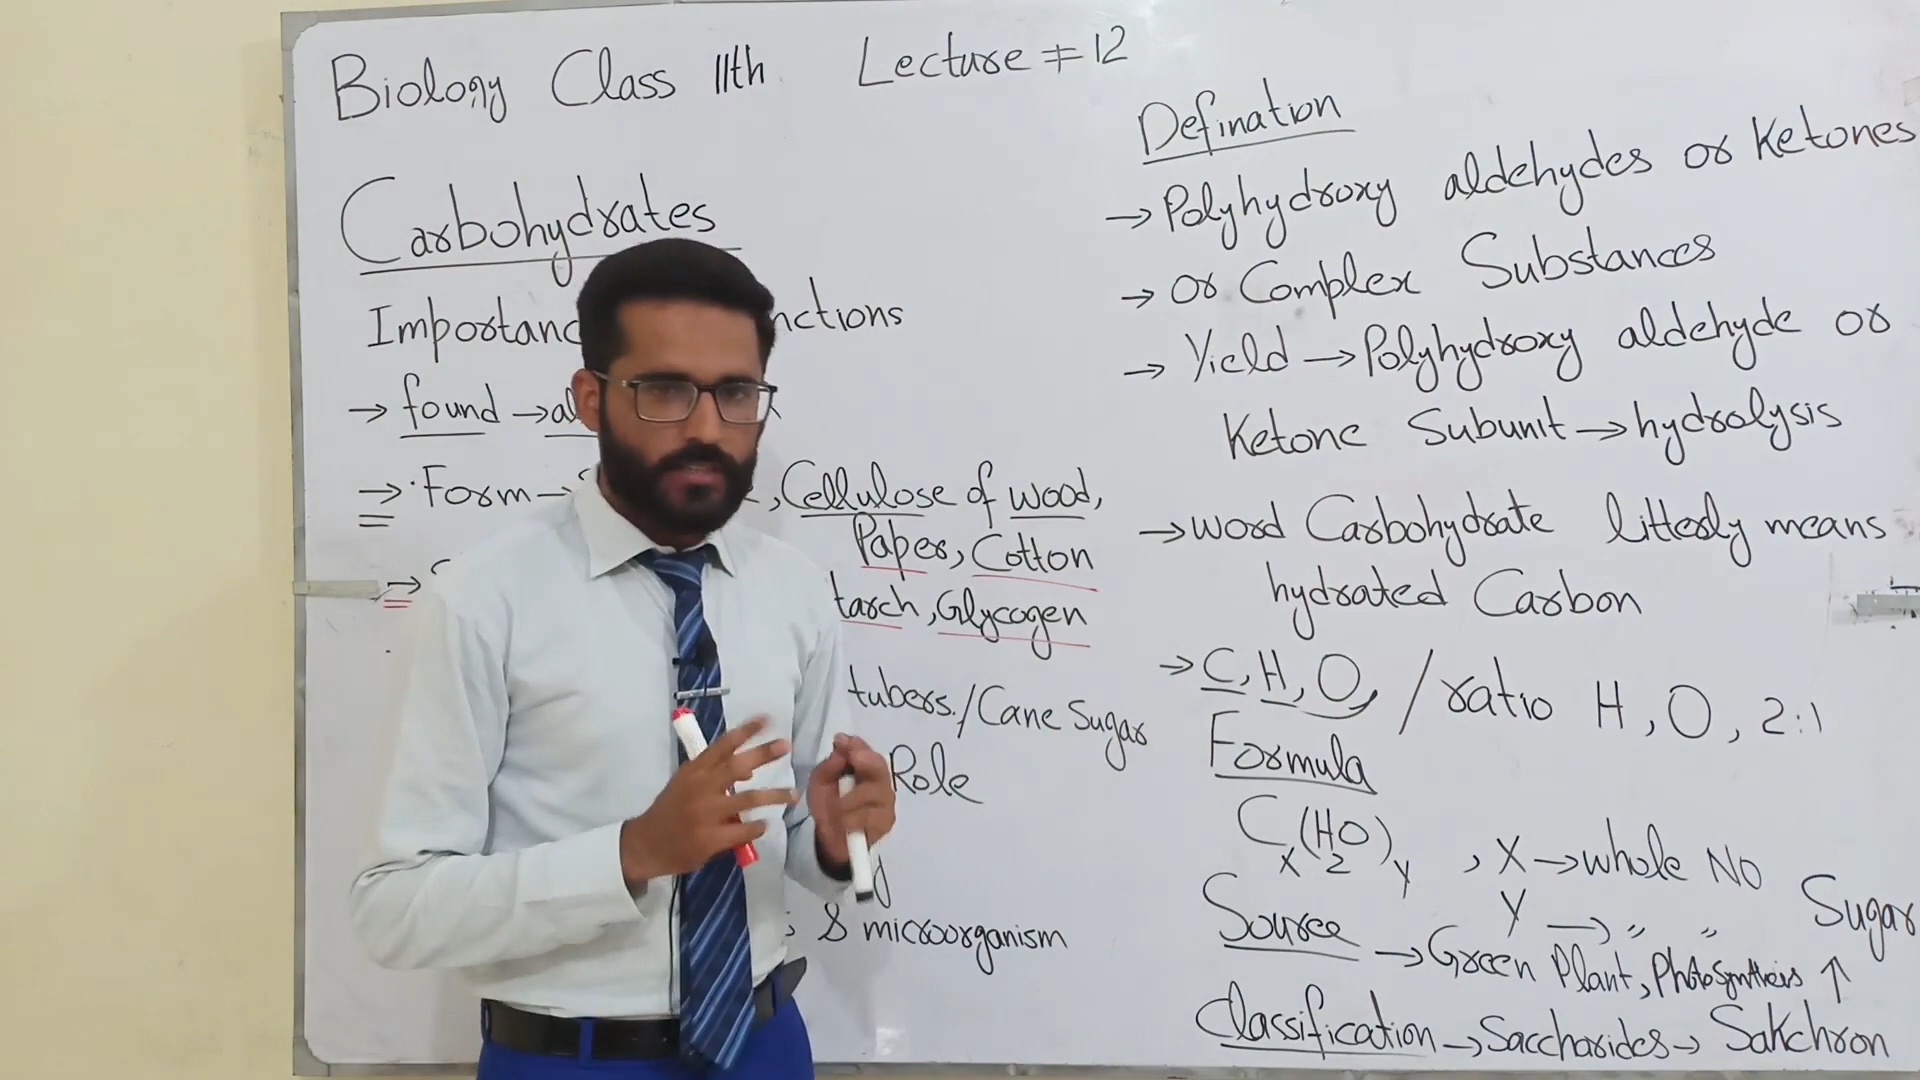 Biology Class 11th Lecture # 12
Carbohydrates
Importanc nctions
→ found → al
→ Form → , Cellulose of wood,
Paper, Cotton
tarch, Glycogen
tubers./Cane Sugar
Role
y
; & microorganism
Defination
→ Polyhydroxy aldehydes or Ketones
→ or Complex Substances
→ Yield → Polyhydroxy aldehyde or
Ketone Subunit → hydrolysis
→ word Carbohydrate litterly means
hydrated Carbon
→ C, H, O, / ratio H, O, 2:1
Formula
Cx(H2O)y , X → whole NO
Y → " "
Source → Green Plant, Photosynthesis
Sugar
↑
Classification → Saccharides → Sakchron